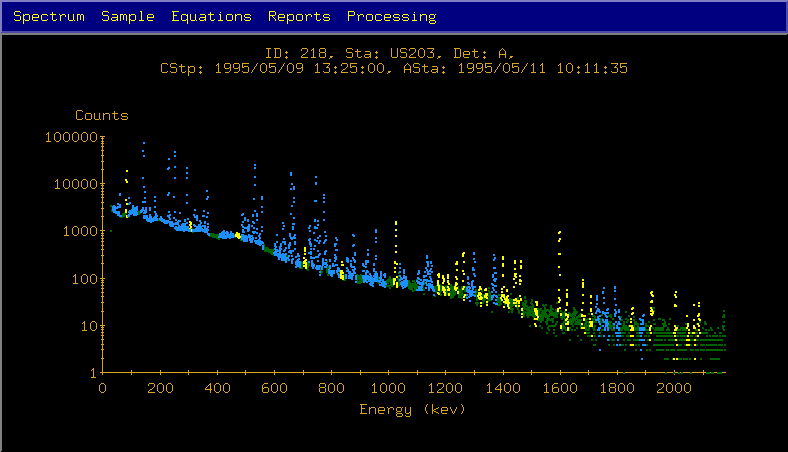 Spectrum Sample Equations Reports Processing
ID: 218, Sta: US203, Det: A,
CStp: 1995/05/09 13:25:00, ASta: 1995/05/11 10:11:35
Counts
100000
10000
1000
100
10
1
0 200 400 600 800 1000 1200 1400 1600 1800 2000
Energy (kev)